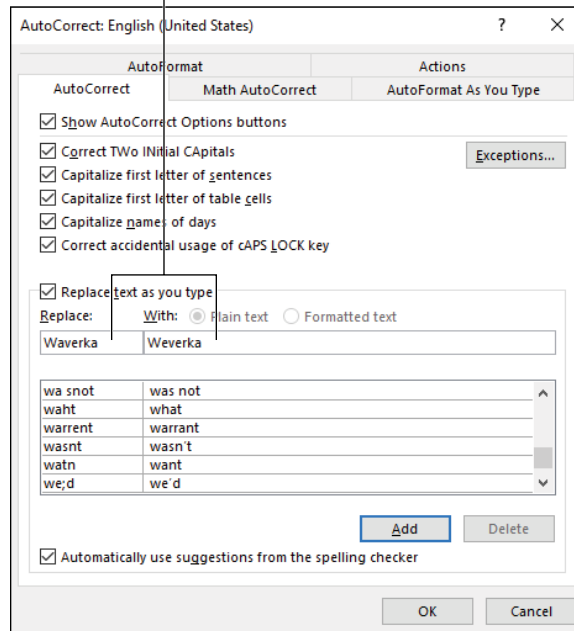 AutoCorrect: English (United States) ? ×
AutoFormat Actions
AutoCorrect Math AutoCorrect AutoFormat As You Type
Show AutoCorrect Options buttons
Correct TWo INitial CApitals Exceptions...
Capitalize first letter of sentences
Capitalize first letter of table cells
Capitalize names of days
Correct accidental usage of cAPS LOCK key
Replace text as you type
Replace: With: Plain text Formatted text
Waverka Weverka
wa snot was not
waht what
warrent warrant
wasnt wasn't
watn want
we;d we'd
Add Delete
Automatically use suggestions from the spelling checker
OK Cancel